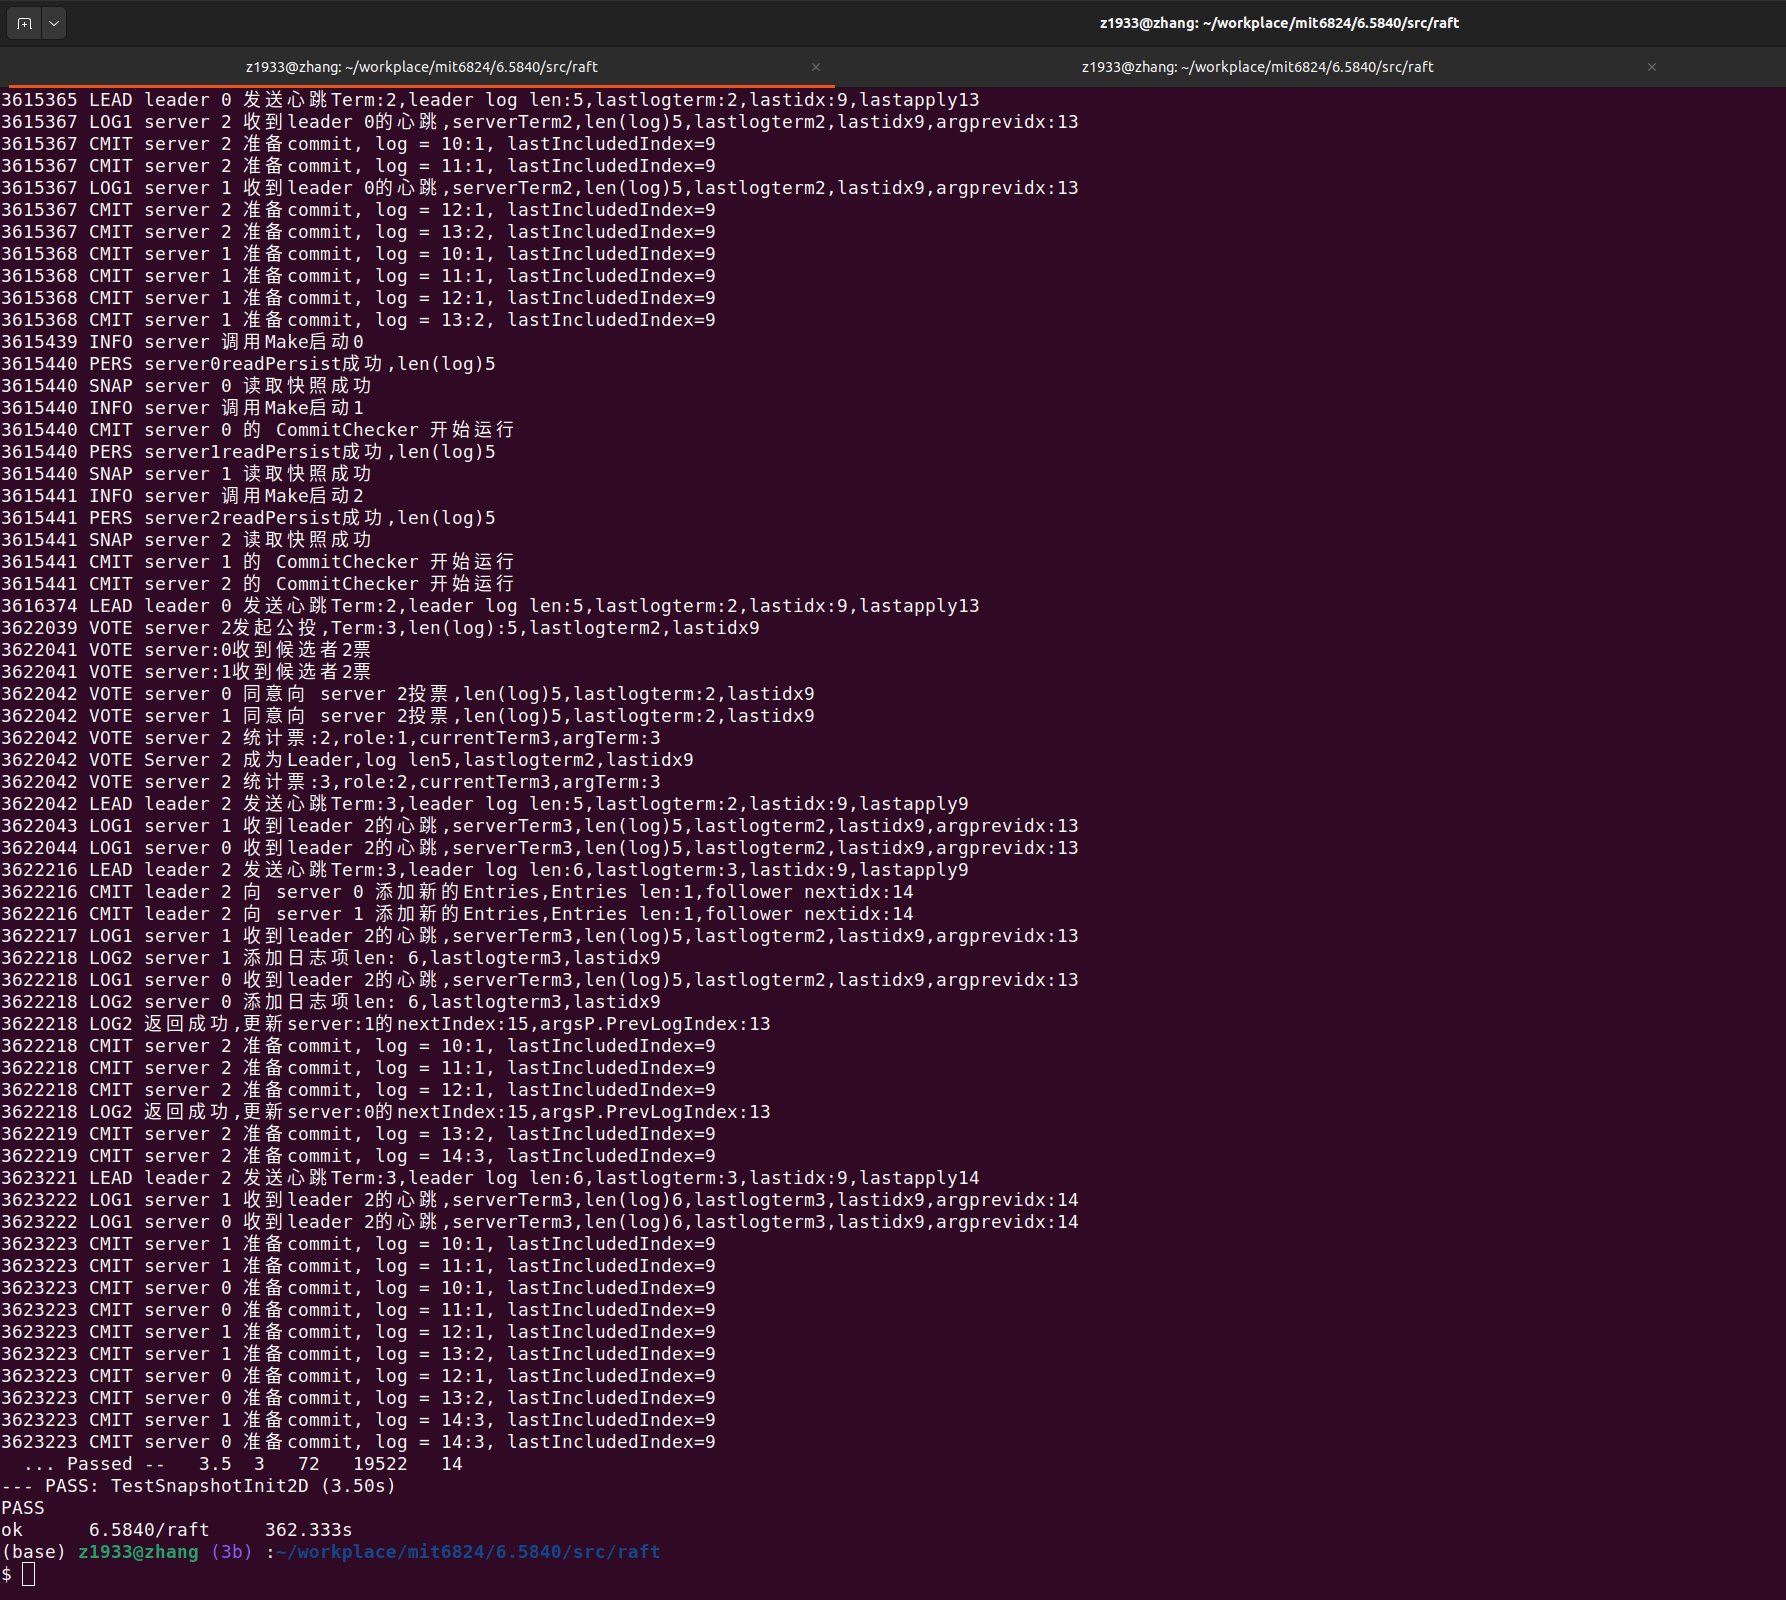 z1933@zhang: ~/workplace/mit6824/6.5840/src/raft
z1933@zhang: ~/workplace/mit6824/6.5840/src/raft × z1933@zhang: ~/workplace/mit6824/6.5840/src/raft ×
3615365 LEAD leader 0 发送心跳Term:2,leader log len:5,lastlogterm:2,lastidx:9,lastapply13
3615367 LOG1 server 2 收到leader 0的心跳,serverTerm2,len(log)5,lastlogterm2,lastidx9,argprevidx:13
3615367 CMIT server 2 准备commit, log = 10:1, lastIncludedIndex=9
3615367 CMIT server 2 准备commit, log = 11:1, lastIncludedIndex=9
3615367 LOG1 server 1 收到leader 0的心跳,serverTerm2,len(log)5,lastlogterm2,lastidx9,argprevidx:13
3615367 CMIT server 2 准备commit, log = 12:1, lastIncludedIndex=9
3615367 CMIT server 2 准备commit, log = 13:2, lastIncludedIndex=9
3615368 CMIT server 1 准备commit, log = 10:1, lastIncludedIndex=9
3615368 CMIT server 1 准备commit, log = 11:1, lastIncludedIndex=9
3615368 CMIT server 1 准备commit, log = 12:1, lastIncludedIndex=9
3615368 CMIT server 1 准备commit, log = 13:2, lastIncludedIndex=9
3615439 INFO server 调用Make启动0
3615440 PERS server0readPersist成功,len(log)5
3615440 SNAP server 0 读取快照成功
3615440 INFO server 调用Make启动1
3615440 CMIT server 0 的 CommitChecker 开始运行
3615440 PERS server1readPersist成功,len(log)5
3615440 SNAP server 1 读取快照成功
3615441 INFO server 调用Make启动2
3615441 PERS server2readPersist成功,len(log)5
3615441 SNAP server 2 读取快照成功
3615441 CMIT server 1 的 CommitChecker 开始运行
3615441 CMIT server 2 的 CommitChecker 开始运行
3616374 LEAD leader 0 发送心跳Term:2,leader log len:5,lastlogterm:2,lastidx:9,lastapply13
3622039 VOTE server 2发起公投,Term:3,len(log):5,lastlogterm2,lastidx9
3622041 VOTE server:0收到候选者2票
3622041 VOTE server:1收到候选者2票
3622042 VOTE server 0 同意向 server 2投票,len(log)5,lastlogterm:2,lastidx9
3622042 VOTE server 1 同意向 server 2投票,len(log)5,lastlogterm:2,lastidx9
3622042 VOTE server 2 统计票:2,role:1,currentTerm3,argTerm:3
3622042 VOTE Server 2 成为Leader,log len5,lastlogterm2,lastidx9
3622042 VOTE server 2 统计票:3,role:2,currentTerm3,argTerm:3
3622042 LEAD leader 2 发送心跳Term:3,leader log len:5,lastlogterm:2,lastidx:9,lastapply9
3622043 LOG1 server 1 收到leader 2的心跳,serverTerm3,len(log)5,lastlogterm2,lastidx9,argprevidx:13
3622044 LOG1 server 0 收到leader 2的心跳,serverTerm3,len(log)5,lastlogterm2,lastidx9,argprevidx:13
3622216 LEAD leader 2 发送心跳Term:3,leader log len:6,lastlogterm:3,lastidx:9,lastapply9
3622216 CMIT leader 2 向 server 0 添加新的Entries,Entries len:1,follower nextidx:14
3622216 CMIT leader 2 向 server 1 添加新的Entries,Entries len:1,follower nextidx:14
3622217 LOG1 server 1 收到leader 2的心跳,serverTerm3,len(log)5,lastlogterm2,lastidx9,argprevidx:13
3622218 LOG2 server 1 添加日志项len: 6,lastlogterm3,lastidx9
3622218 LOG1 server 0 收到leader 2的心跳,serverTerm3,len(log)5,lastlogterm2,lastidx9,argprevidx:13
3622218 LOG2 server 0 添加日志项len: 6,lastlogterm3,lastidx9
3622218 LOG2 返回成功,更新server:1的nextIndex:15,argsP.PrevLogIndex:13
3622218 CMIT server 2 准备commit, log = 10:1, lastIncludedIndex=9
3622218 CMIT server 2 准备commit, log = 11:1, lastIncludedIndex=9
3622218 CMIT server 2 准备commit, log = 12:1, lastIncludedIndex=9
3622218 LOG2 返回成功,更新server:0的nextIndex:15,argsP.PrevLogIndex:13
3622219 CMIT server 2 准备commit, log = 13:2, lastIncludedIndex=9
3622219 CMIT server 2 准备commit, log = 14:3, lastIncludedIndex=9
3623221 LEAD leader 2 发送心跳Term:3,leader log len:6,lastlogterm:3,lastidx:9,lastapply14
3623222 LOG1 server 1 收到leader 2的心跳,serverTerm3,len(log)6,lastlogterm3,lastidx9,argprevidx:14
3623222 LOG1 server 0 收到leader 2的心跳,serverTerm3,len(log)6,lastlogterm3,lastidx9,argprevidx:14
3623223 CMIT server 1 准备commit, log = 10:1, lastIncludedIndex=9
3623223 CMIT server 1 准备commit, log = 11:1, lastIncludedIndex=9
3623223 CMIT server 0 准备commit, log = 10:1, lastIncludedIndex=9
3623223 CMIT server 0 准备commit, log = 11:1, lastIncludedIndex=9
3623223 CMIT server 1 准备commit, log = 12:1, lastIncludedIndex=9
3623223 CMIT server 1 准备commit, log = 13:2, lastIncludedIndex=9
3623223 CMIT server 0 准备commit, log = 12:1, lastIncludedIndex=9
3623223 CMIT server 0 准备commit, log = 13:2, lastIncludedIndex=9
3623223 CMIT server 1 准备commit, log = 14:3, lastIncludedIndex=9
3623223 CMIT server 0 准备commit, log = 14:3, lastIncludedIndex=9
  ... Passed --   3.5  3   72   19522   14
--- PASS: TestSnapshotInit2D (3.50s)
PASS
ok      6.5840/raft     362.333s
(base) z1933@zhang (3b) :~/workplace/mit6824/6.5840/src/raft
$